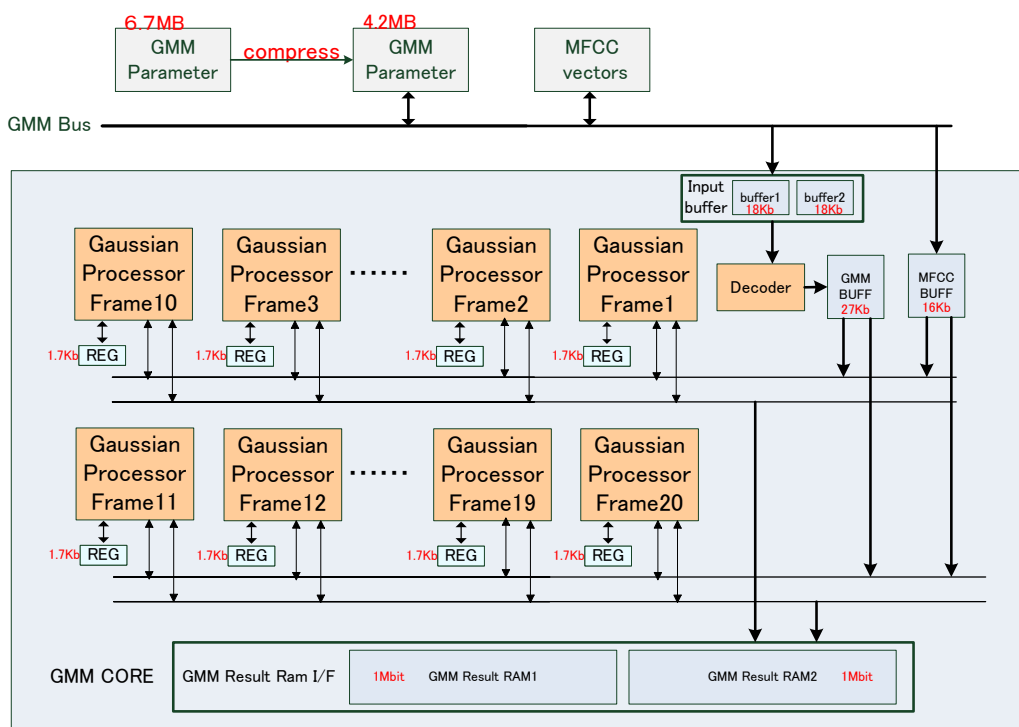 6.7MB
GMM
Parameter
compress
4.2MB
GMM
Parameter
MFCC
vectors
GMM Bus
Input
buffer
buffer1
18Kb
buffer2
18Kb
Gaussian
Processor
Frame10
Gaussian
Processor
Frame3
······
Gaussian
Processor
Frame2
Gaussian
Processor
Frame1
Decoder
GMM
BUFF
27Kb
MFCC
BUFF
16Kb
1.7Kb
REG
1.7Kb
REG
1.7Kb
REG
1.7Kb
REG
Gaussian
Processor
Frame11
Gaussian
Processor
Frame12
······
Gaussian
Processor
Frame19
Gaussian
Processor
Frame20
1.7Kb
REG
1.7Kb
REG
1.7Kb
REG
1.7Kb
REG
GMM CORE
GMM Result Ram I/F
1Mbit GMM Result RAM1
GMM Result RAM2 1Mbit